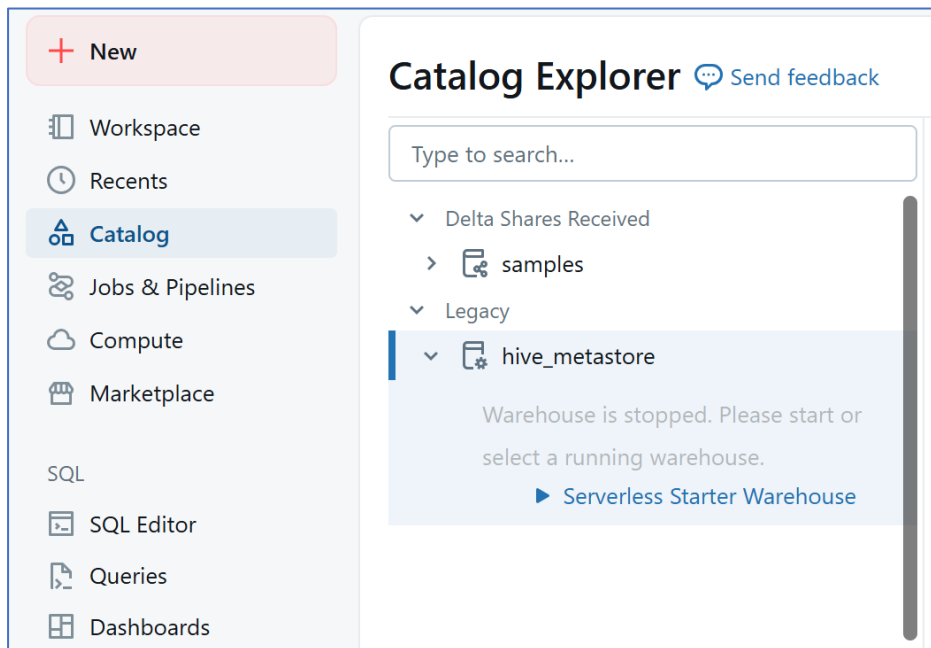 New
Workspace
Recents
Catalog
Jobs & Pipelines
Compute
Marketplace
SQL
SQL Editor
Queries
Dashboards
Catalog Explorer Send feedback
Type to search...
Delta Shares Received
samples
Legacy
hive_metastore
Warehouse is stopped. Please start or
select a running warehouse.
Serverless Starter Warehouse